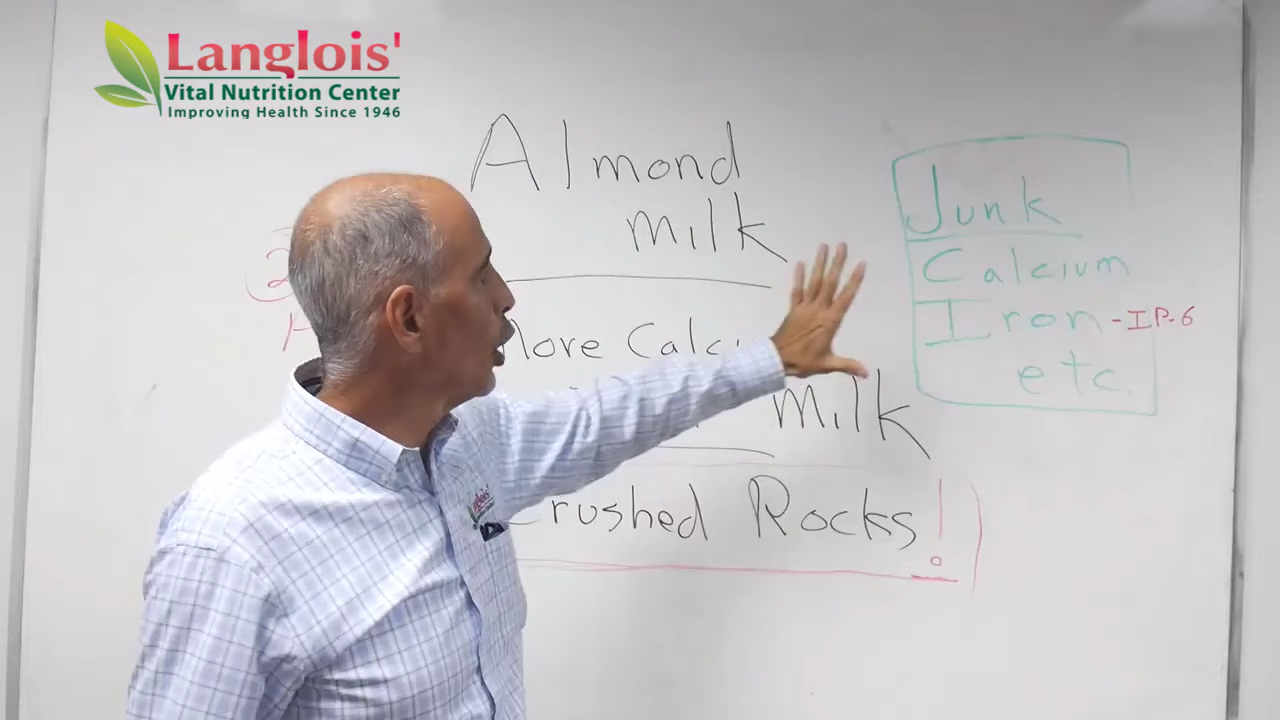 Langlois'
Vital Nutrition Center
Improving Health Since 1946
Almond
Milk
More Calci
Milk
Crushed Rocks!
Junk
Calcium
Iron - IP-6
etc.